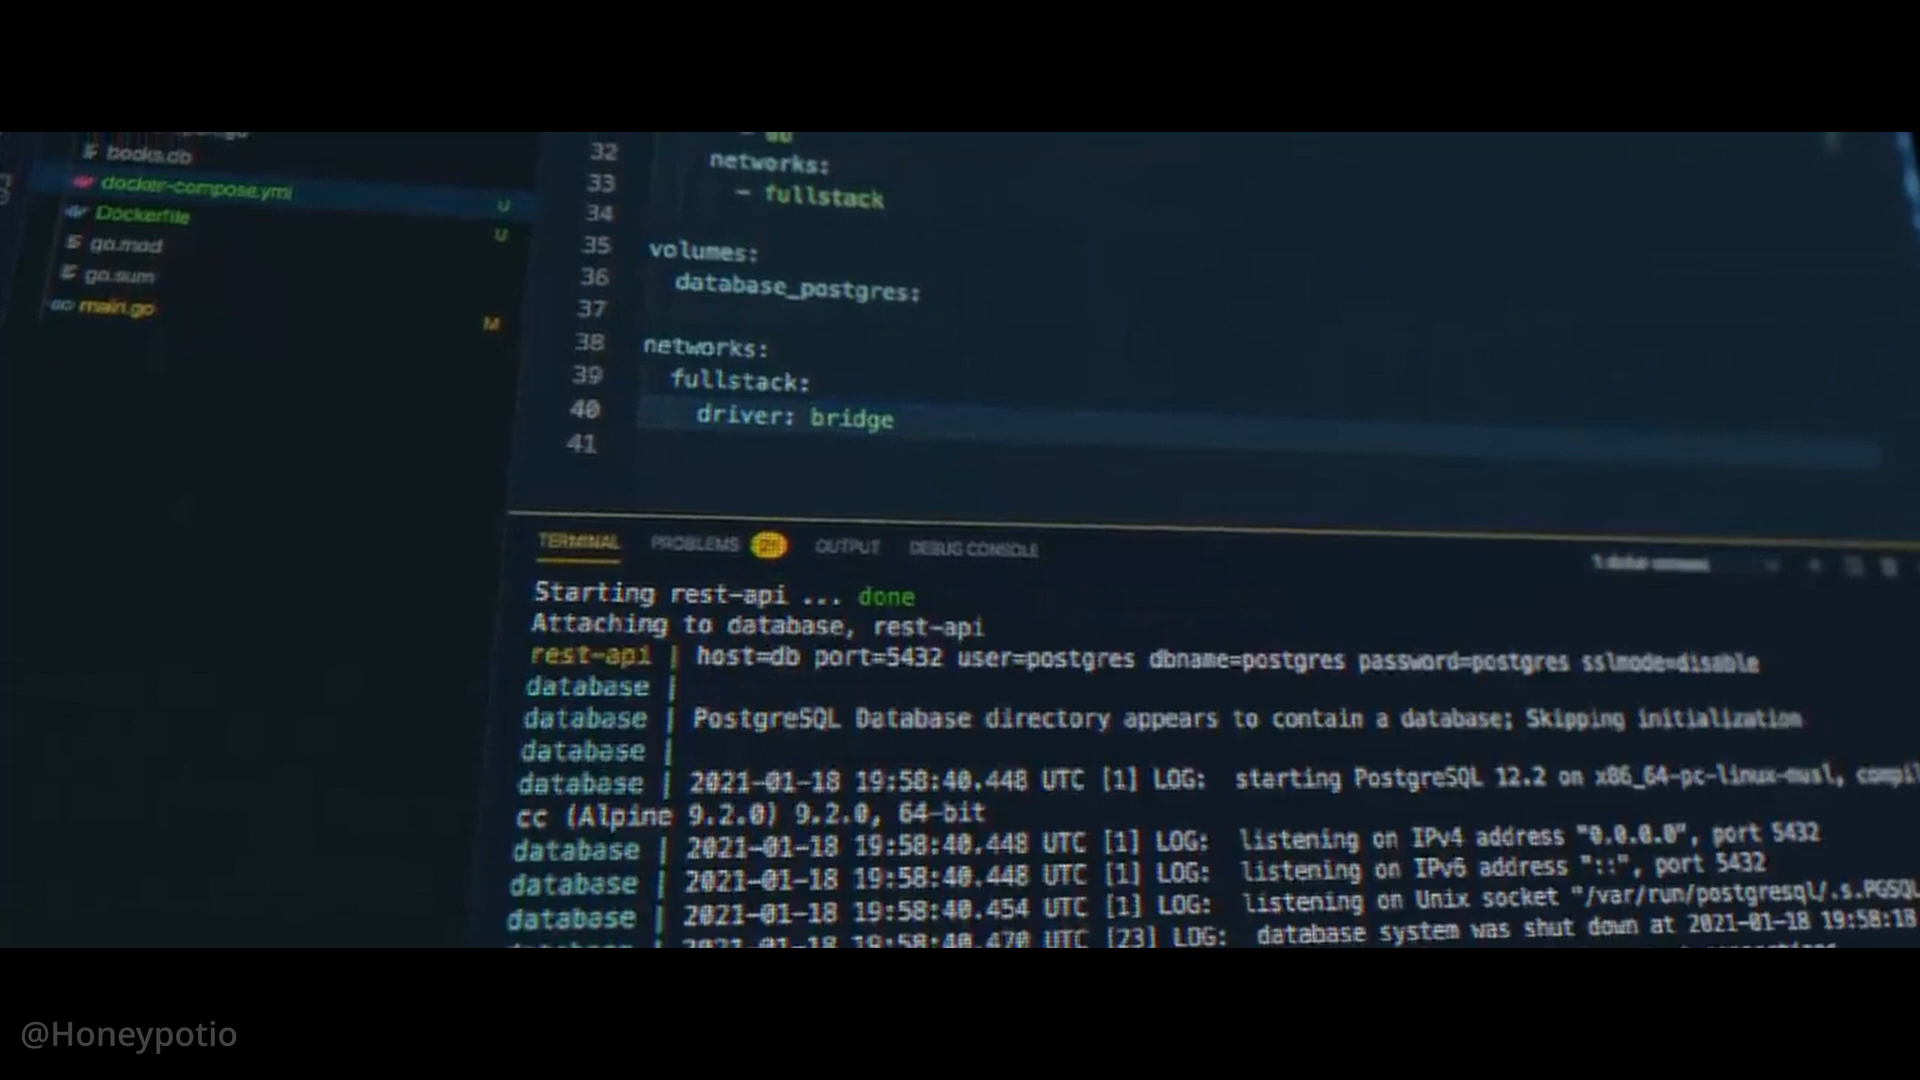 books.db
docker-compose.yml U
Dockerfile U
go.mod
go.sum
main.go M
32 networks:
33 - fullstack
34
35 volumes:
36 database_postgres:
37
38 networks:
39 fullstack:
40 driver: bridge
41
TERMINAL PROBLEMS OUTPUT DEBUG CONSOLE
Starting rest-api ... done
Attaching to database, rest-api
rest-api | host=db port=5432 user=postgres dbname=postgres password=postgres sslmode=disable
database |
database | PostgreSQL Database directory appears to contain a database; Skipping initialization
database |
database | 2021-01-18 19:58:40.448 UTC [1] LOG: starting PostgreSQL 12.2 on x86_64-pc-linux-musl, compil
cc (Alpine 9.2.0) 9.2.0, 64-bit
database | 2021-01-18 19:58:40.448 UTC [1] LOG: listening on IPv4 address "0.0.0.0", port 5432
database | 2021-01-18 19:58:40.448 UTC [1] LOG: listening on IPv6 address "::", port 5432
database | 2021-01-18 19:58:40.454 UTC [1] LOG: listening on Unix socket "/var/run/postgresql/.s.PGSQL
database | 2021-01-18 19:58:40.470 UTC [23] LOG: database system was shut down at 2021-01-18 19:58:18
@Honeypotio